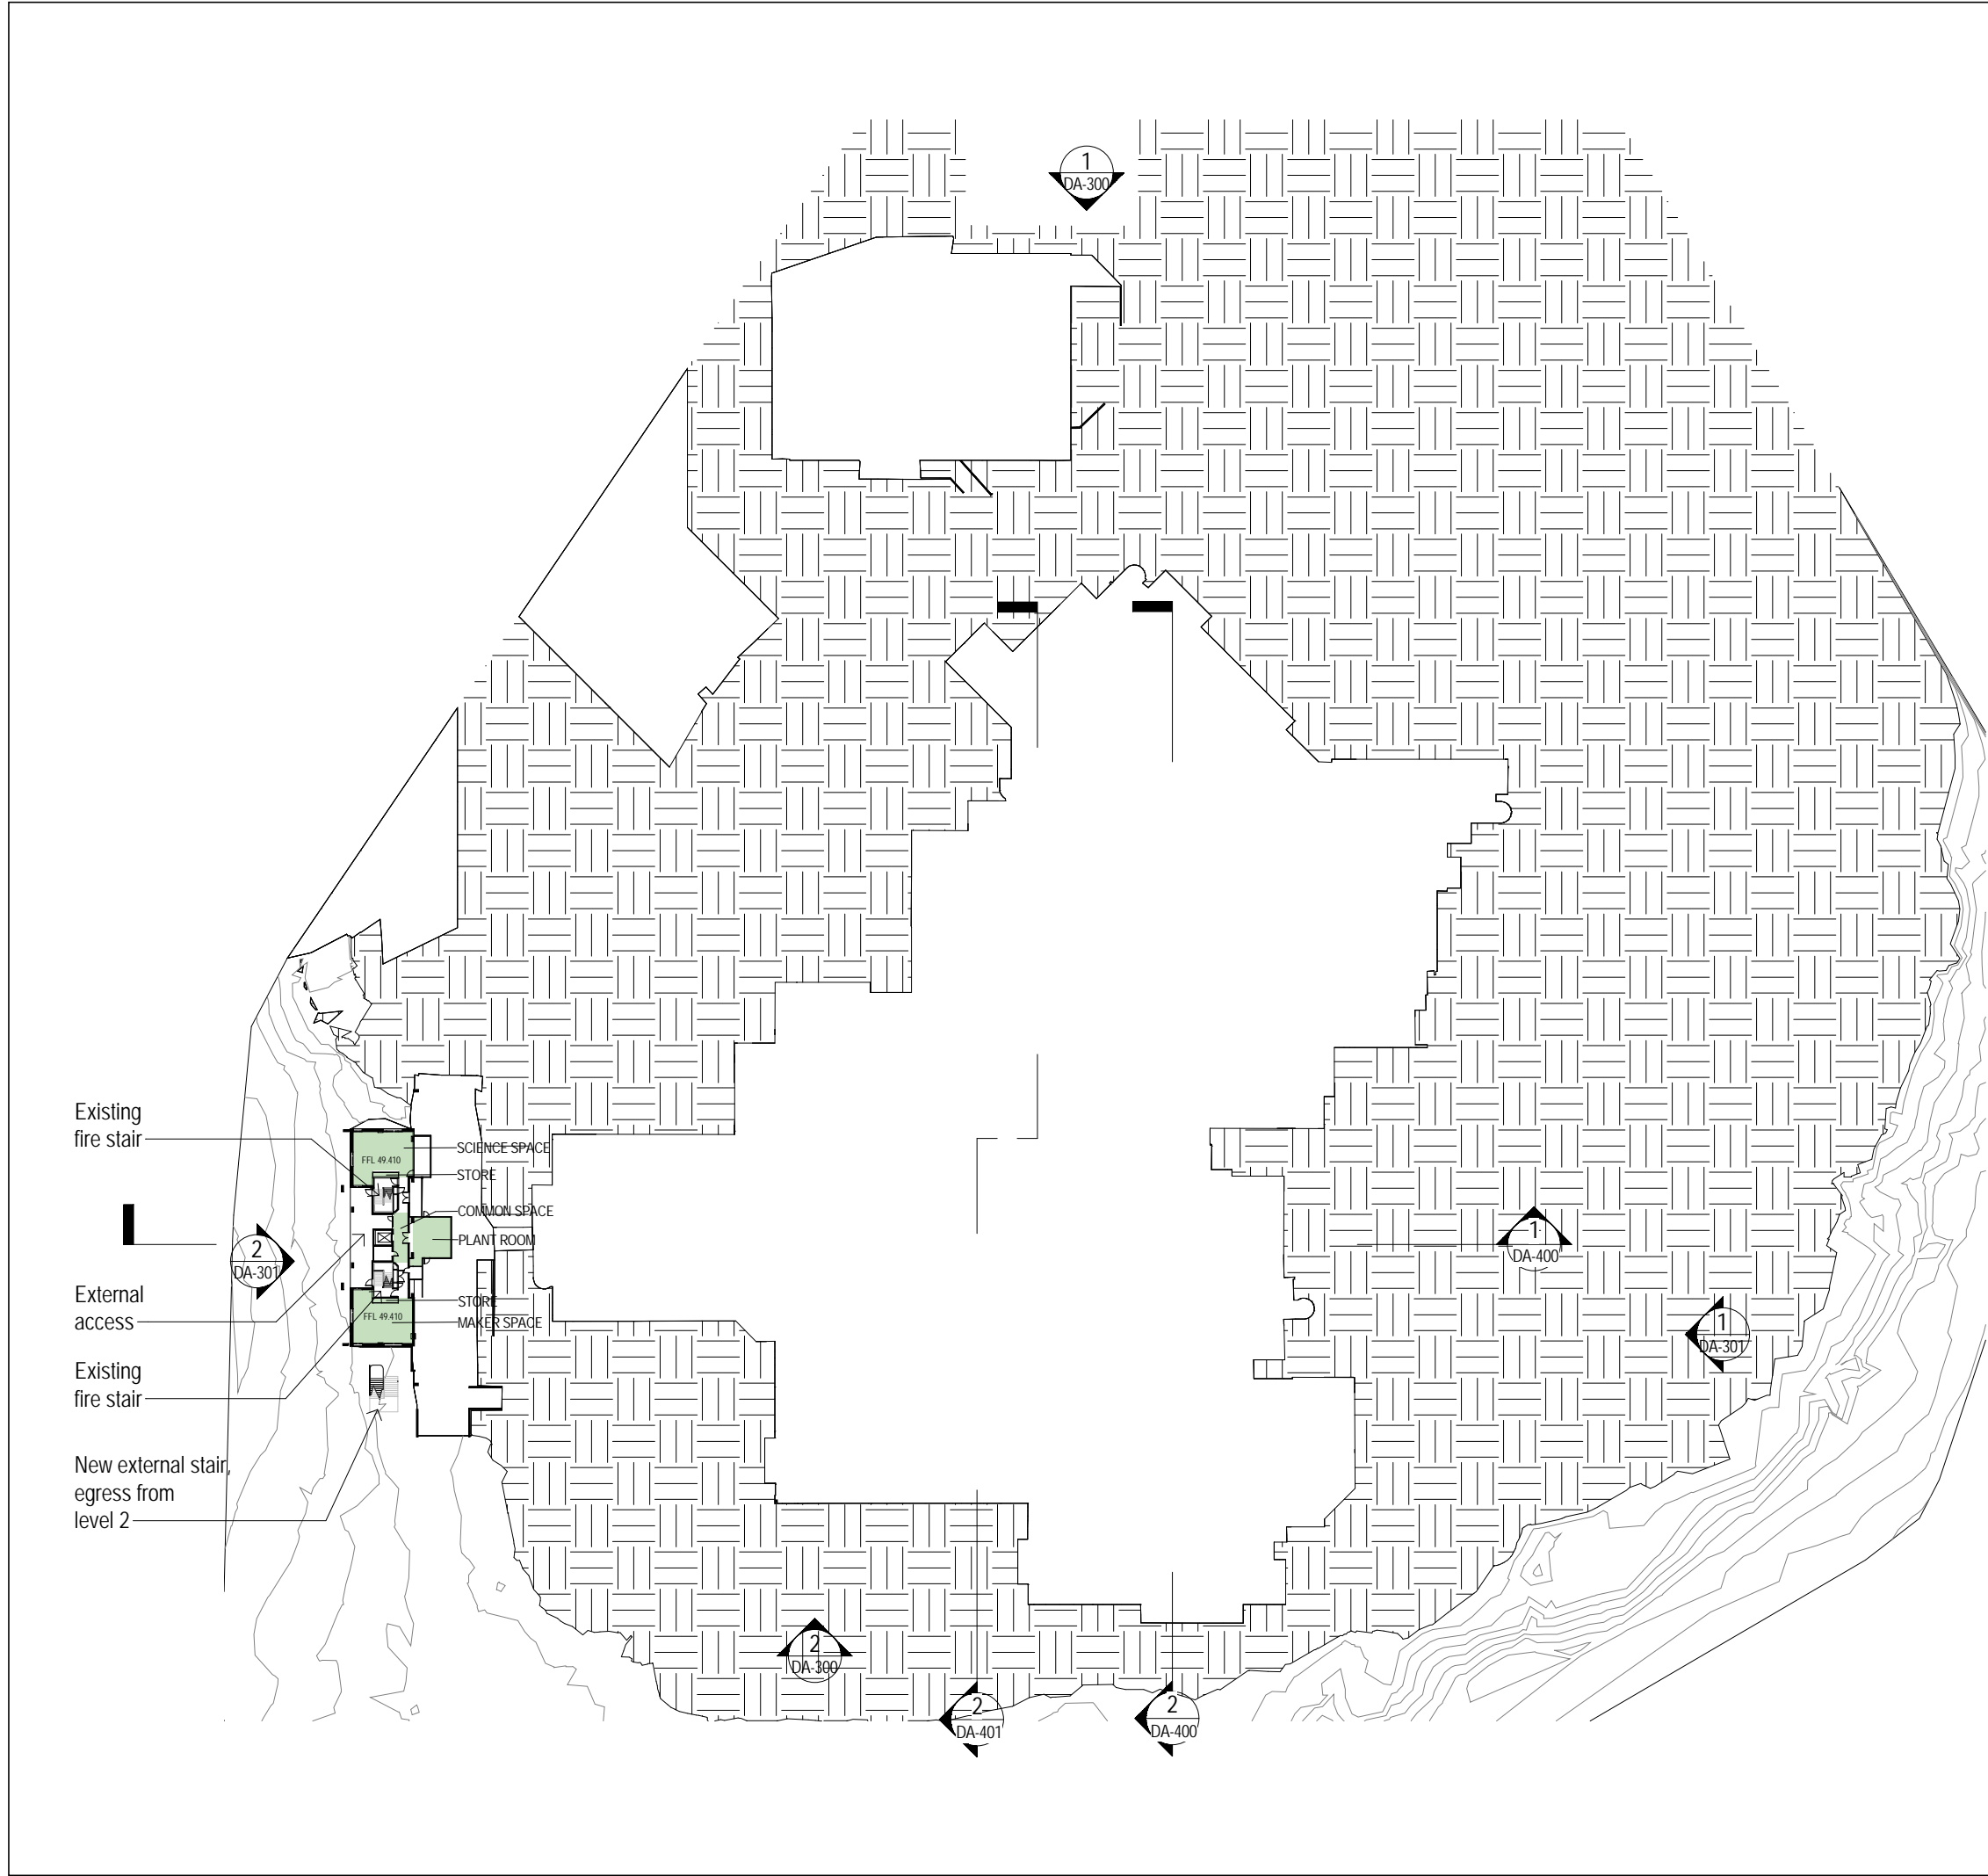 1
DA-300
Existing
fire stair
SCIENCE SPACE
FFL 49.410
STORE
COMMON SPACE
PLANT ROOM
2
DA-301
1
DA-400
External
access
STORE
FFL 49.410
MAKER SPACE
1
DA-301
Existing
fire stair
New external stair,
egress from
level 2
2
DA-300
2
DA-401
2
DA-400